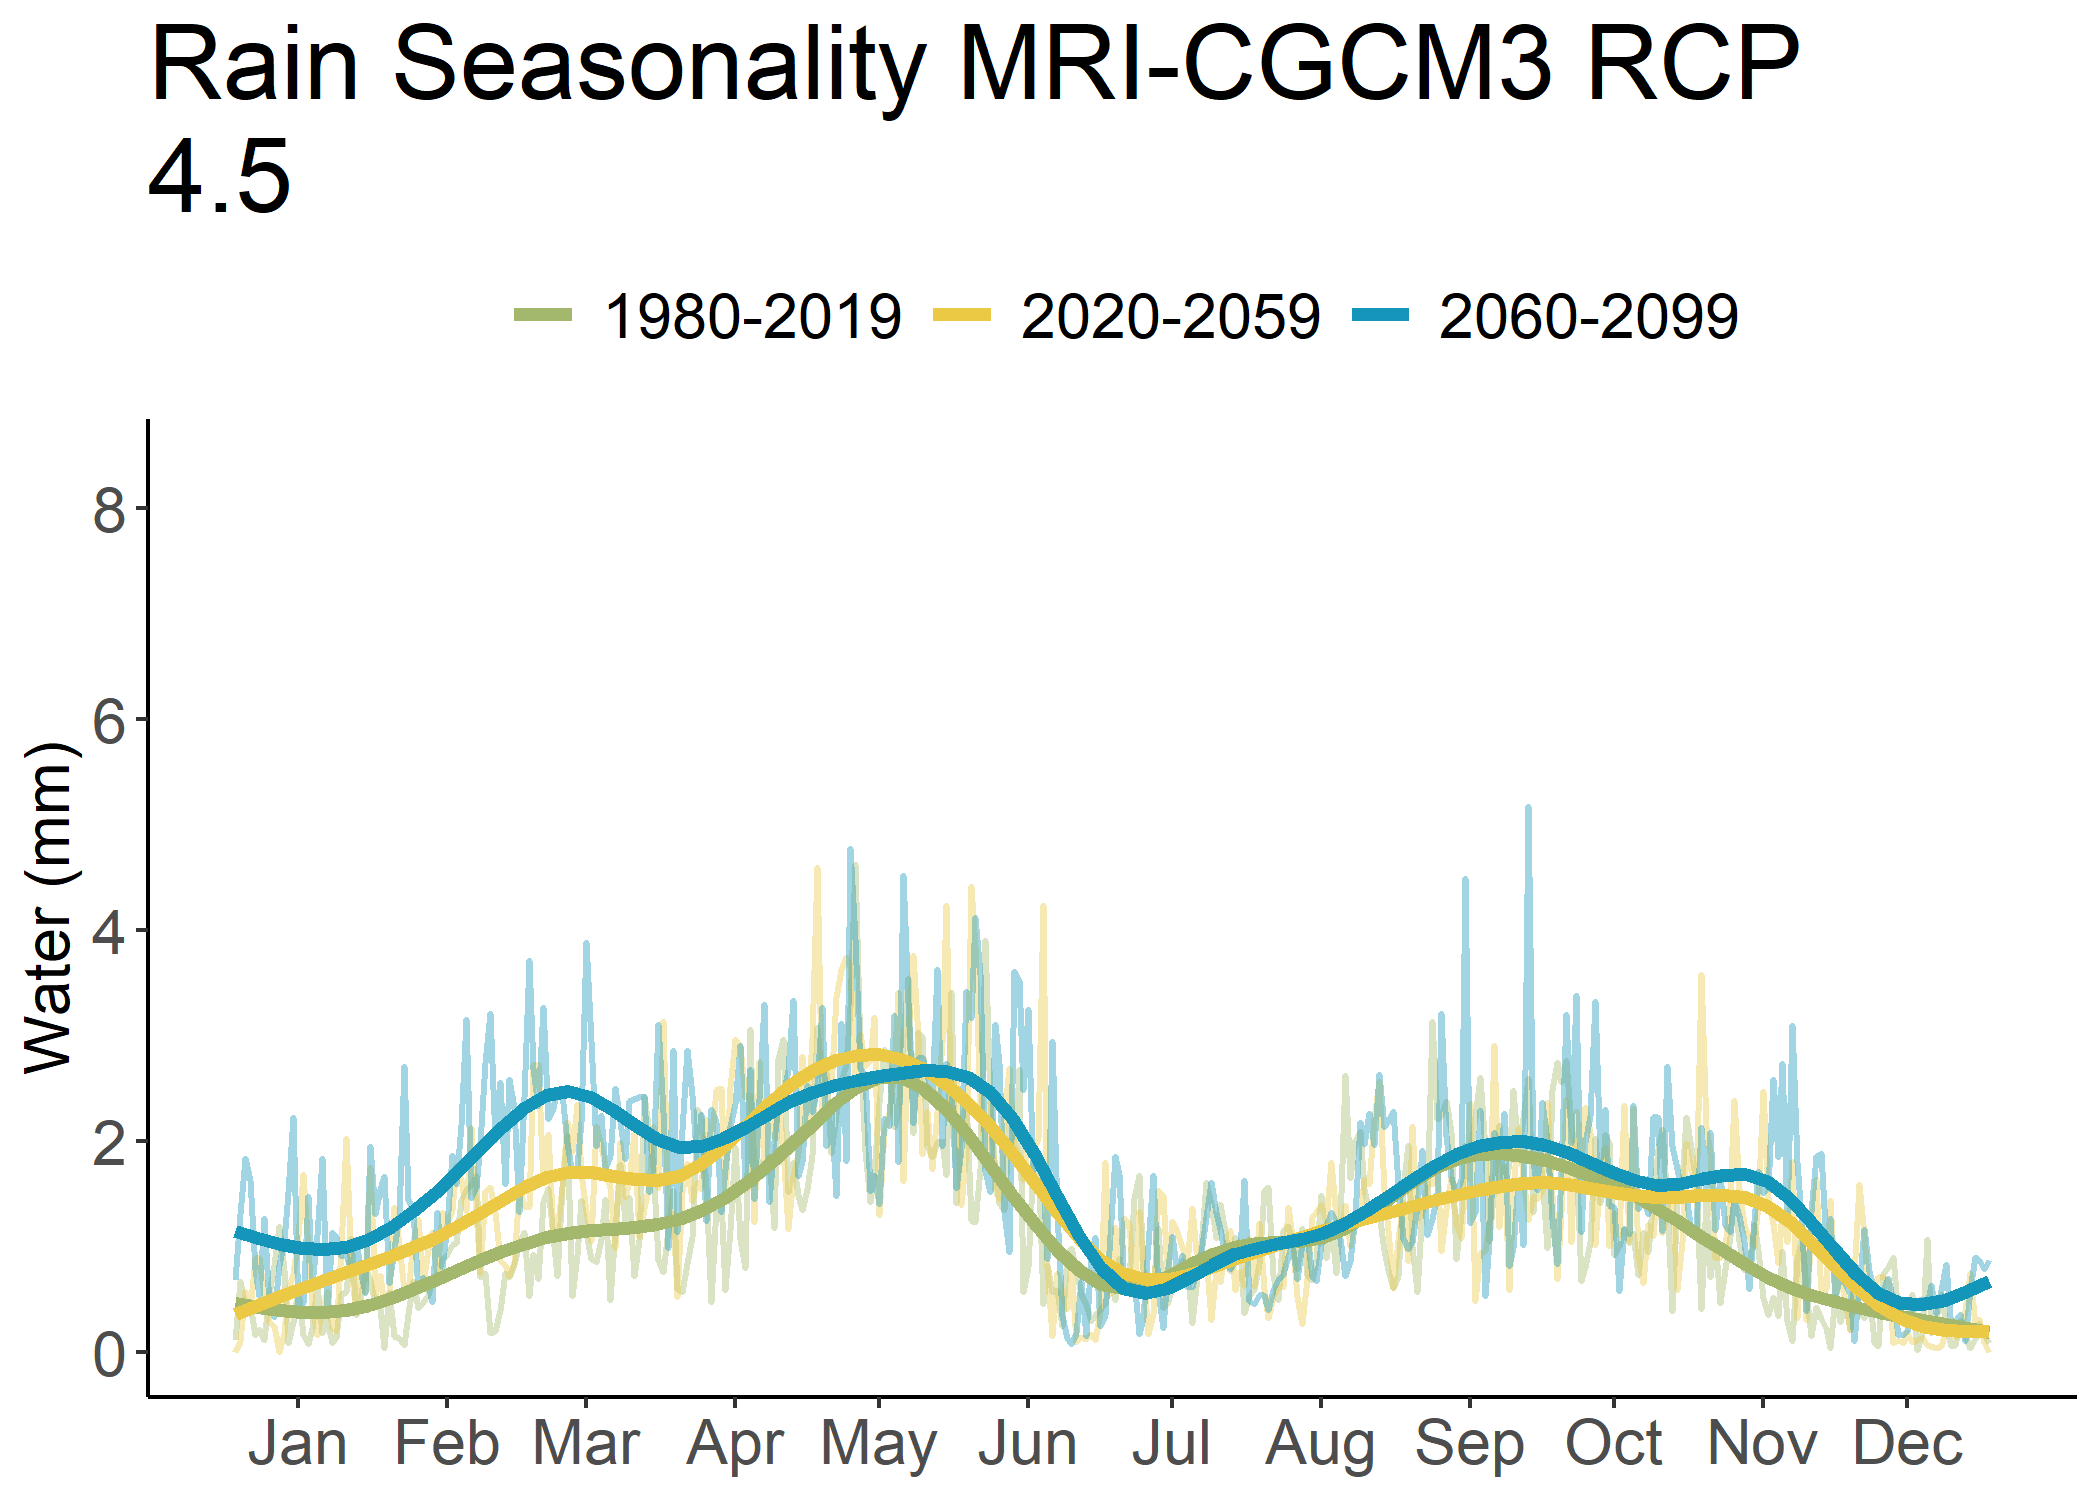 Rain Seasonality MRI-CGCM3 RCP
4.5
1980-2019 2020-2059 2060-2099
Water (mm)
8
6
4
2
0
Jan Feb Mar Apr May Jun Jul Aug Sep Oct Nov Dec